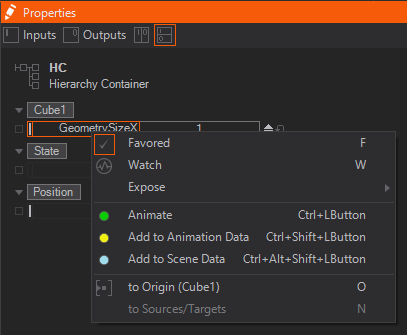 Properties
Inputs Outputs
HC
Hierarchy Container
Cube1
GeometrySizeX 1
Favored F
State
Watch W
Expose
Position
Animate Ctrl+LButton
Add to Animation Data Ctrl+Shift+LButton
Add to Scene Data Ctrl+Alt+Shift+LButton
to Origin (Cube1) O
to Sources/Targets N